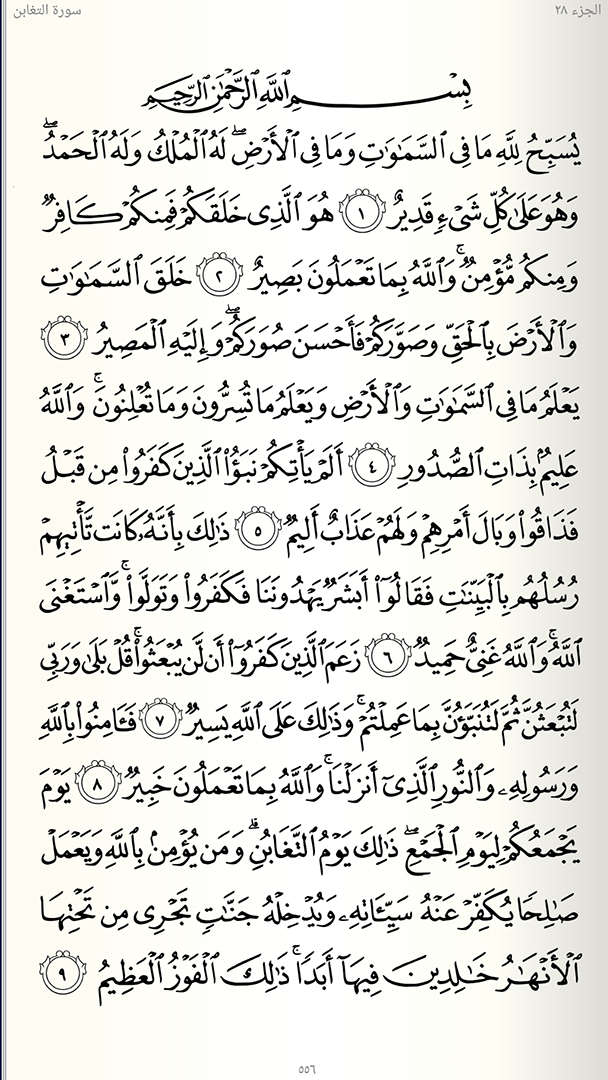 الجزء ٢٨
سورة التغابن
بِسْمِ ٱللَّهِ ٱلرَّحْمَٰنِ ٱلرَّحِيمِ
يُسَبِّحُ لِلَّهِ مَا فِى ٱلسَّمَٰوَٰتِ وَمَا فِى ٱلْأَرْضِ ۖ لَهُ ٱلْمُلْكُ وَلَهُ ٱلْحَمْدُ ۖ
وَهُوَ عَلَىٰ كُلِّ شَىْءٍ قَدِيرٌ ١ هُوَ ٱلَّذِى خَلَقَكُمْ فَمِنكُمْ كَافِرٌ
وَمِنكُم مُّؤْمِنٌ ۚ وَٱللَّهُ بِمَا تَعْمَلُونَ بَصِيرٌ ٢ خَلَقَ ٱلسَّمَٰوَٰتِ
وَٱلْأَرْضَ بِٱلْحَقِّ وَصَوَّرَكُمْ فَأَحْسَنَ صُوَرَكُمْ ۖ وَإِلَيْهِ ٱلْمَصِيرُ ٣
يَعْلَمُ مَا فِى ٱلسَّمَٰوَٰتِ وَٱلْأَرْضِ وَيَعْلَمُ مَا تُسِرُّونَ وَمَا تُعْلِنُونَ ۚ وَٱللَّهُ
عَلِيمٌۢ بِذَاتِ ٱلصُّدُورِ ٤ أَلَمْ يَأْتِكُمْ نَبَؤُا۟ ٱلَّذِينَ كَفَرُوا۟ مِن قَبْلُ
فَذَاقُوا۟ وَبَالَ أَمْرِهِمْ وَلَهُمْ عَذَابٌ أَلِيمٌ ٥ ذَٰلِكَ بِأَنَّهُۥ كَانَت تَّأْتِيهِمْ
رُسُلُهُم بِٱلْبَيِّنَٰتِ فَقَالُوٓا۟ أَبَشَرٌ يَهْدُونَنَا فَكَفَرُوا۟ وَتَوَلَّوا۟ ۚ وَّٱسْتَغْنَى
ٱللَّهُ ۚ وَٱللَّهُ غَنِىٌّ حَمِيدٌ ٦ زَعَمَ ٱلَّذِينَ كَفَرُوٓا۟ أَن لَّن يُبْعَثُوا۟ ۚ قُلْ بَلَىٰ وَرَبِّى
لَتُبْعَثُنَّ ثُمَّ لَتُنَبَّؤُنَّ بِمَا عَمِلْتُمْ ۚ وَذَٰلِكَ عَلَى ٱللَّهِ يَسِيرٌ ٧ فَـَٔامِنُوا۟ بِٱللَّهِ
وَرَسُولِهِۦ وَٱلنُّورِ ٱلَّذِىٓ أَنزَلْنَا ۚ وَٱللَّهُ بِمَا تَعْمَلُونَ خَبِيرٌ ٨ يَوْمَ
يَجْمَعُكُمْ لِيَوْمِ ٱلْجَمْعِ ۖ ذَٰلِكَ يَوْمُ ٱلتَّغَابُنِ ۗ وَمَن يُؤْمِنۢ بِٱللَّهِ وَيَعْمَلْ
صَٰلِحًا يُكَفِّرْ عَنْهُ سَيِّـَٔاتِهِۦ وَيُدْخِلْهُ جَنَّٰتٍ تَجْرِى مِن تَحْتِهَا
ٱلْأَنْهَٰرُ خَٰلِدِينَ فِيهَآ أَبَدًا ۚ ذَٰلِكَ ٱلْفَوْزُ ٱلْعَظِيمُ ٩
٥٥٦